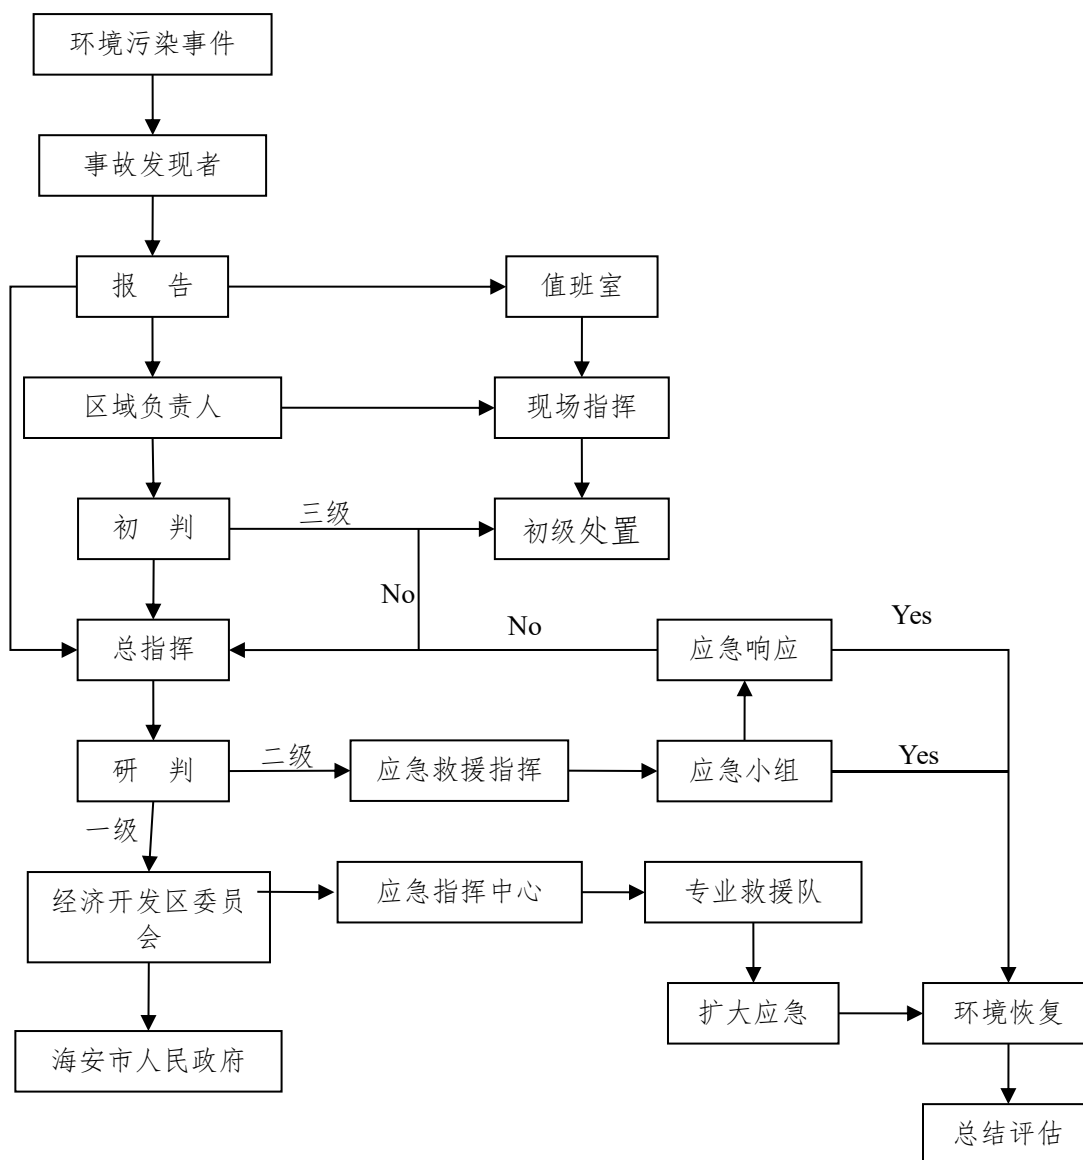 环境污染事件
事故发现者
报 告
值班室
区域负责人
现场指挥
初 判
三级
初级处置
No
总指挥
No
应急响应
Yes
研 判
二级
应急救援指挥
应急小组
Yes
一级
经济开发区委员
会
应急指挥中心
专业救援队
扩大应急
环境恢复
海安市人民政府
总结评估